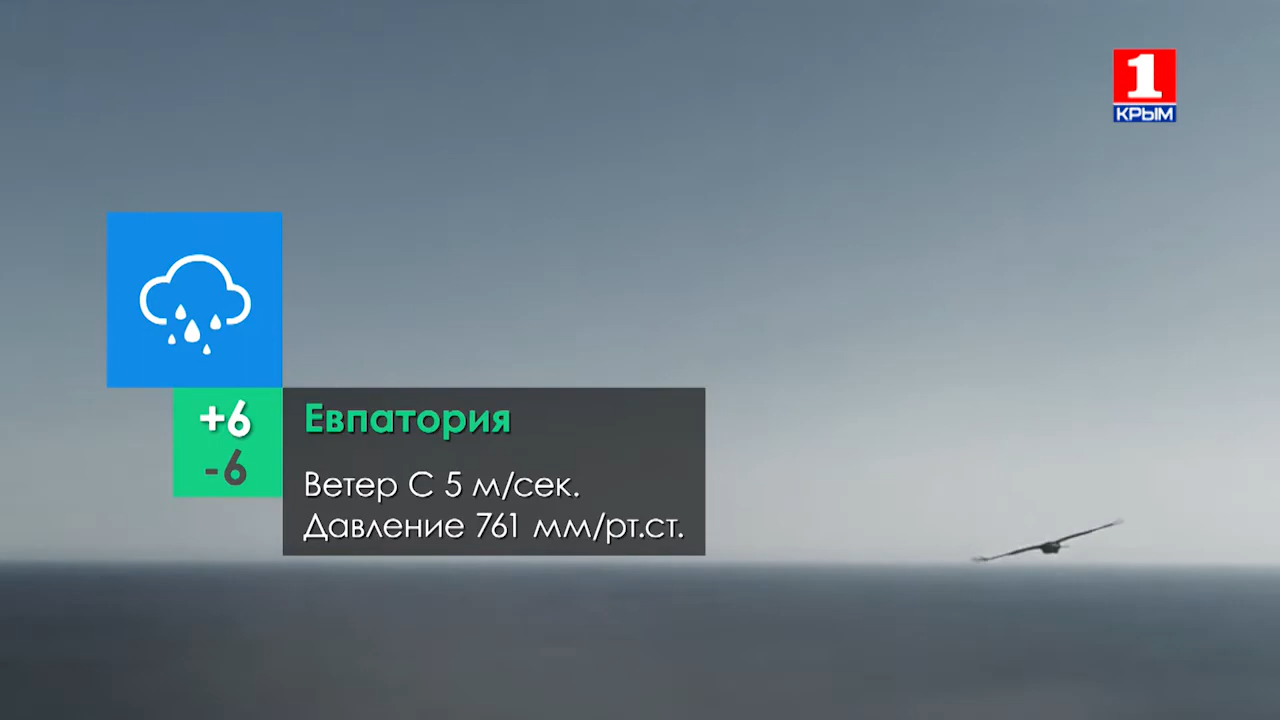 1
КРЫМ
+6
-6
Евпатория
Ветер С 5 м/сек.
Давление 761 мм/рт.ст.